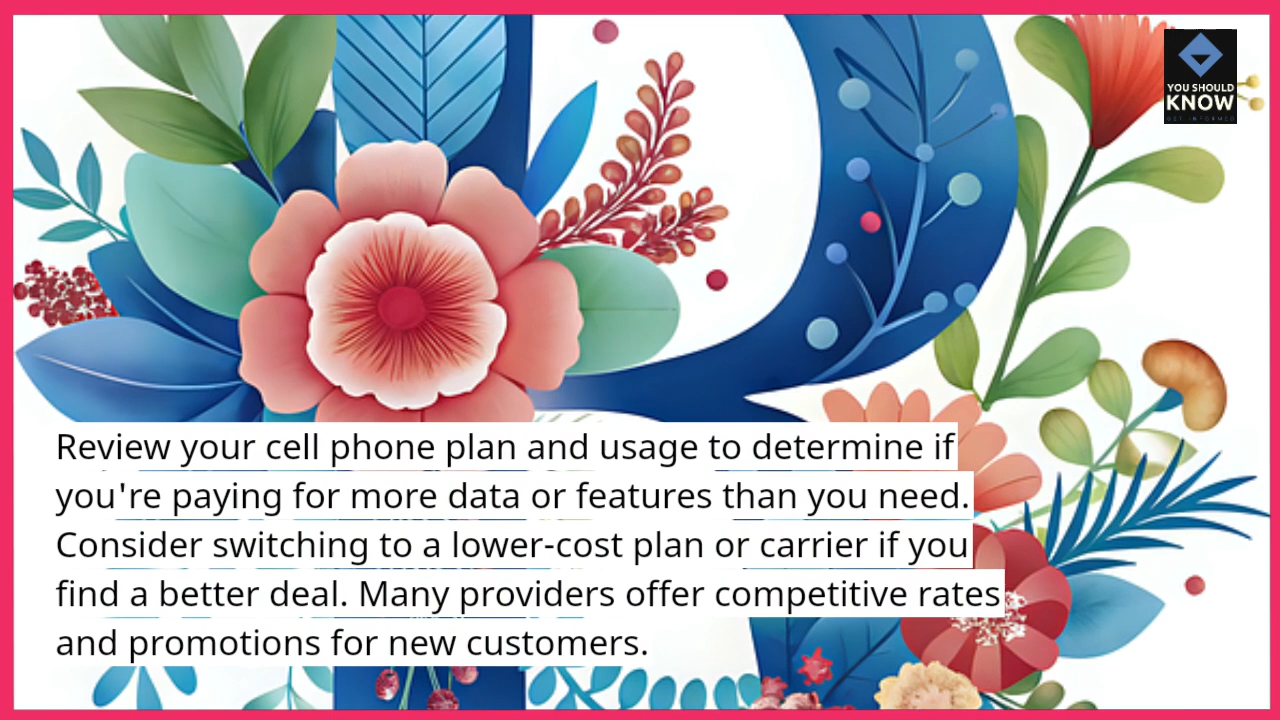 YOU SHOULD
KNOW
GET INFORMED
Review your cell phone plan and usage to determine if
you're paying for more data or features than you need.
Consider switching to a lower-cost plan or carrier if you
find a better deal. Many providers offer competitive rates
and promotions for new customers.